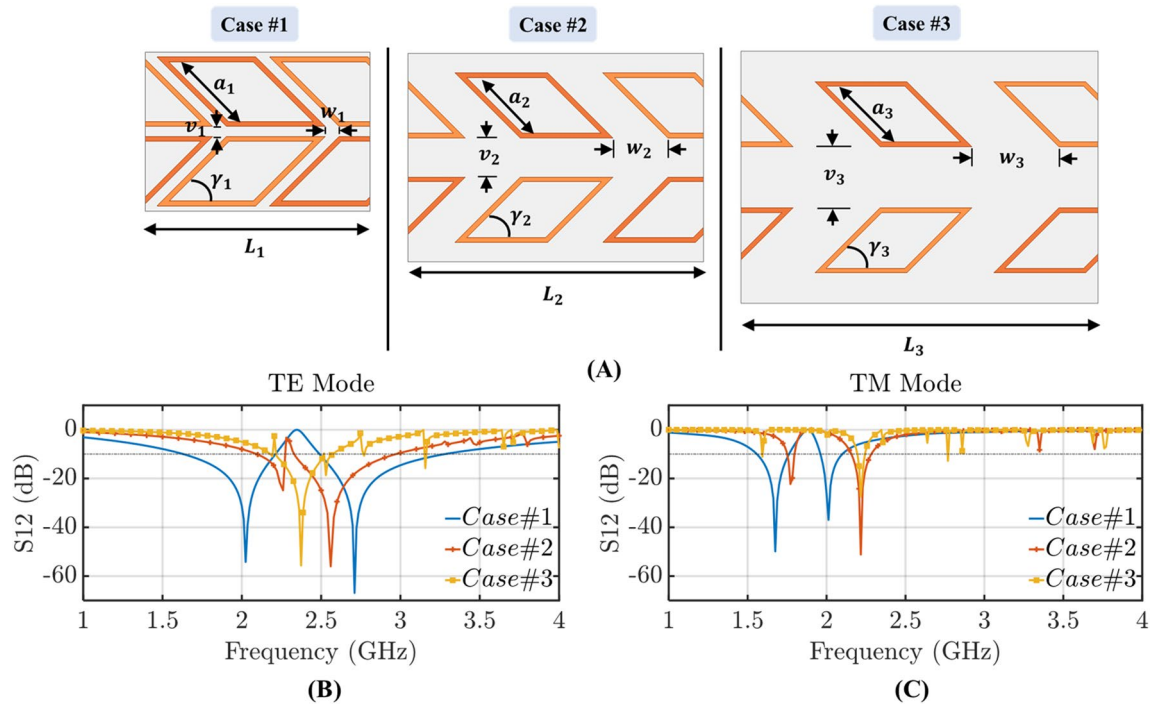 Case #1
Case #2
Case #3
a₁
w₁
v₁
γ₁
L₁
a₂
w₂
v₂
γ₂
L₂
a₃
w₃
v₃
γ₃
L₃
(A)
TE Mode
0
-20
-40
-60
S12 (dB)
Case#1
Case#2
Case#3
1 1.5 2 2.5 3 3.5 4
Frequency (GHz)
(B)
TM Mode
0
-20
-40
-60
S12 (dB)
Case#1
Case#2
Case#3
1 1.5 2 2.5 3 3.5 4
Frequency (GHz)
(C)